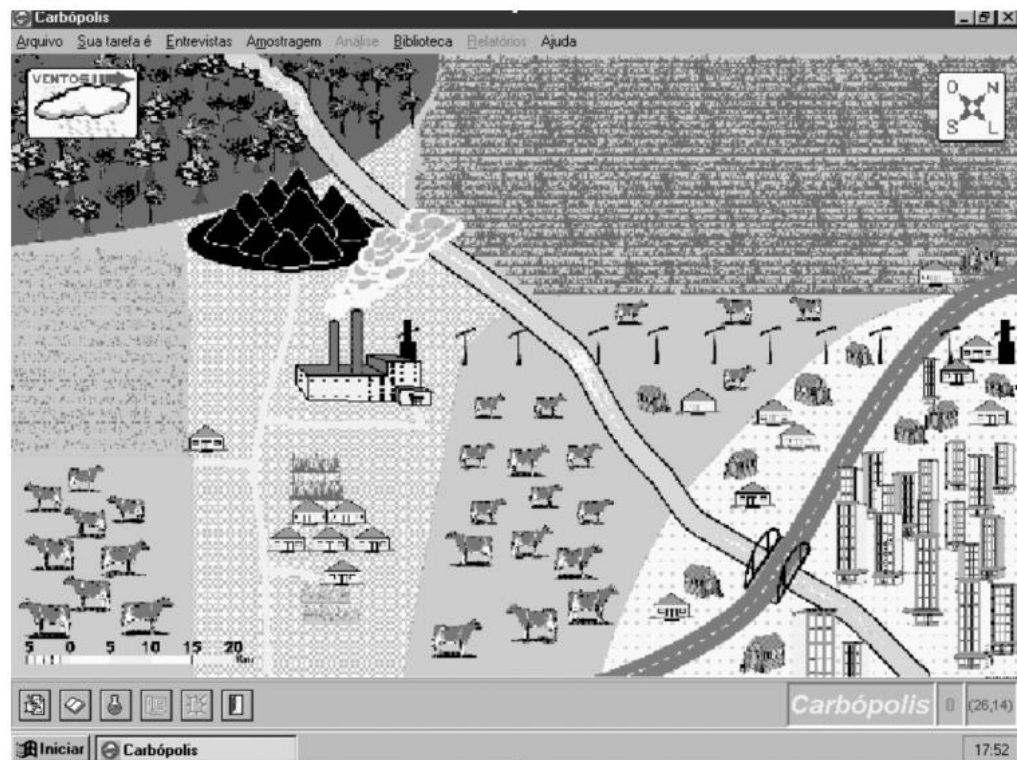 Carbópolis
Arquivo Sua tarefa é Entrevistas Amostragem Análise Biblioteca Relatórios Ajuda
VENTOS
O N
S L
5 0 5 10 15 20
Km
Carbópolis 0 (26,14)
Iniciar Carbópolis 17:52